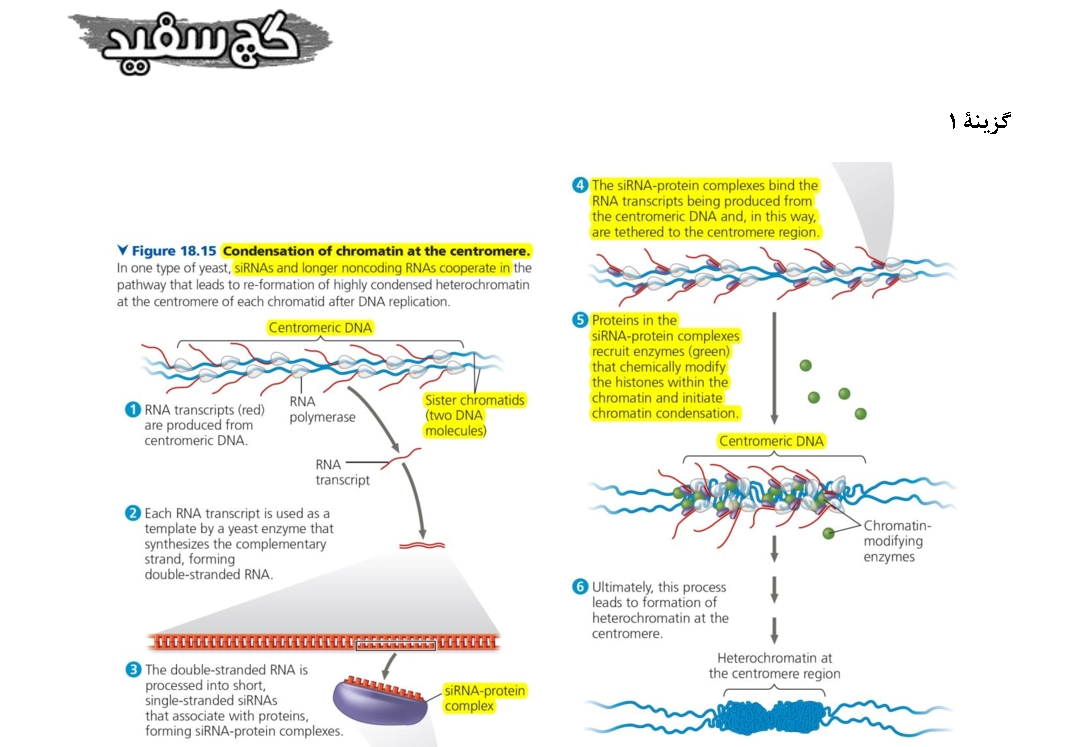 گچ سفید
گزینهٔ ۱
Figure 18.15 Condensation of chromatin at the centromere.
In one type of yeast, siRNAs and longer noncoding RNAs cooperate in the
pathway that leads to re-formation of highly condensed heterochromatin
at the centromere of each chromatid after DNA replication.
Centromeric DNA
1 RNA transcripts (red)
are produced from
centromeric DNA.
RNA
polymerase
Sister chromatids
(two DNA
molecules)
RNA
transcript
2 Each RNA transcript is used as a
template by a yeast enzyme that
synthesizes the complementary
strand, forming
double-stranded RNA.
3 The double-stranded RNA is
processed into short,
single-stranded siRNAs
that associate with proteins,
forming siRNA-protein complexes.
siRNA-protein
complex
4 The siRNA-protein complexes bind the
RNA transcripts being produced from
the centromeric DNA and, in this way,
are tethered to the centromere region.
5 Proteins in the
siRNA-protein complexes
recruit enzymes (green)
that chemically modify
the histones within the
chromatin and initiate
chromatin condensation.
Centromeric DNA
Chromatin-
modifying
enzymes
6 Ultimately, this process
leads to formation of
heterochromatin at the
centromere.
Heterochromatin at
the centromere region